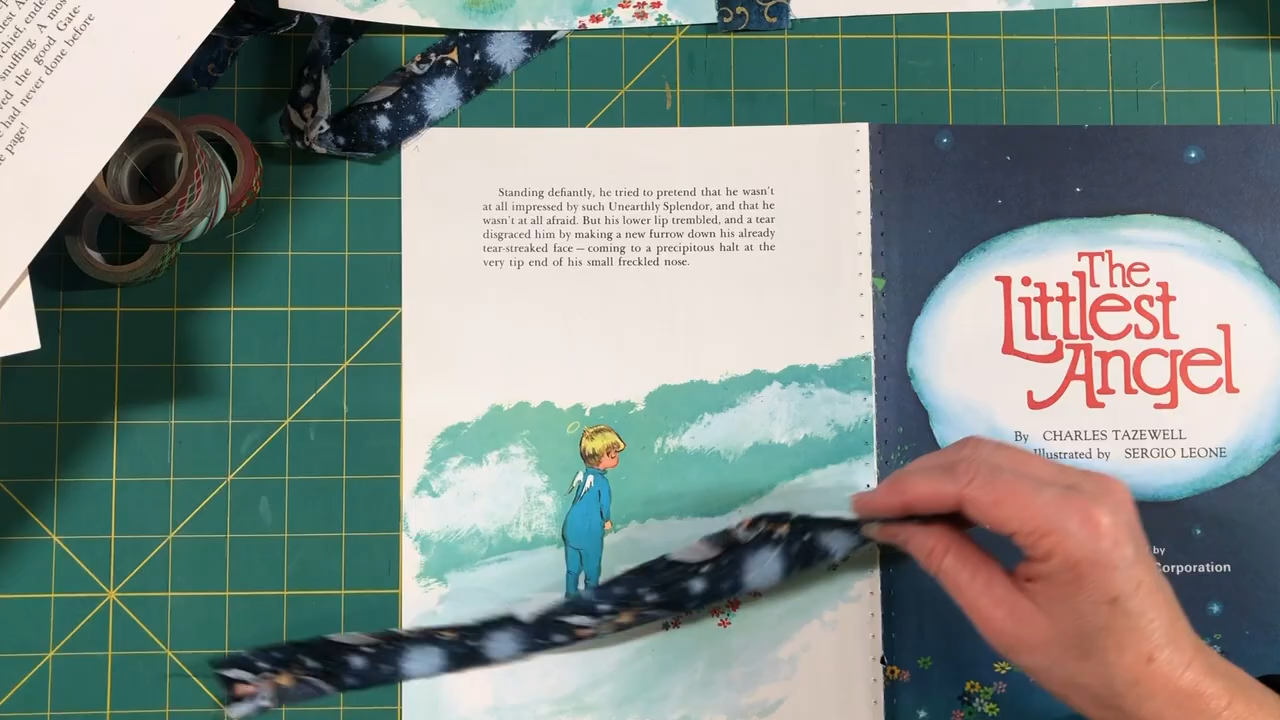 chief, ende
snuffing. A mo
ved the good Gate-
e had never done before
e page!
Standing defiantly, he tried to pretend that he wasn't
at all impressed by such Unearthly Splendor, and that he
wasn't at all afraid. But his lower lip trembled, and a tear
disgraced him by making a new furrow down his already
tear-streaked face — coming to a precipitous halt at the
very tip end of his small freckled nose.
The
Littlest
Angel
By CHARLES TAZEWELL
Illustrated by SERGIO LEONE
by
Corporation